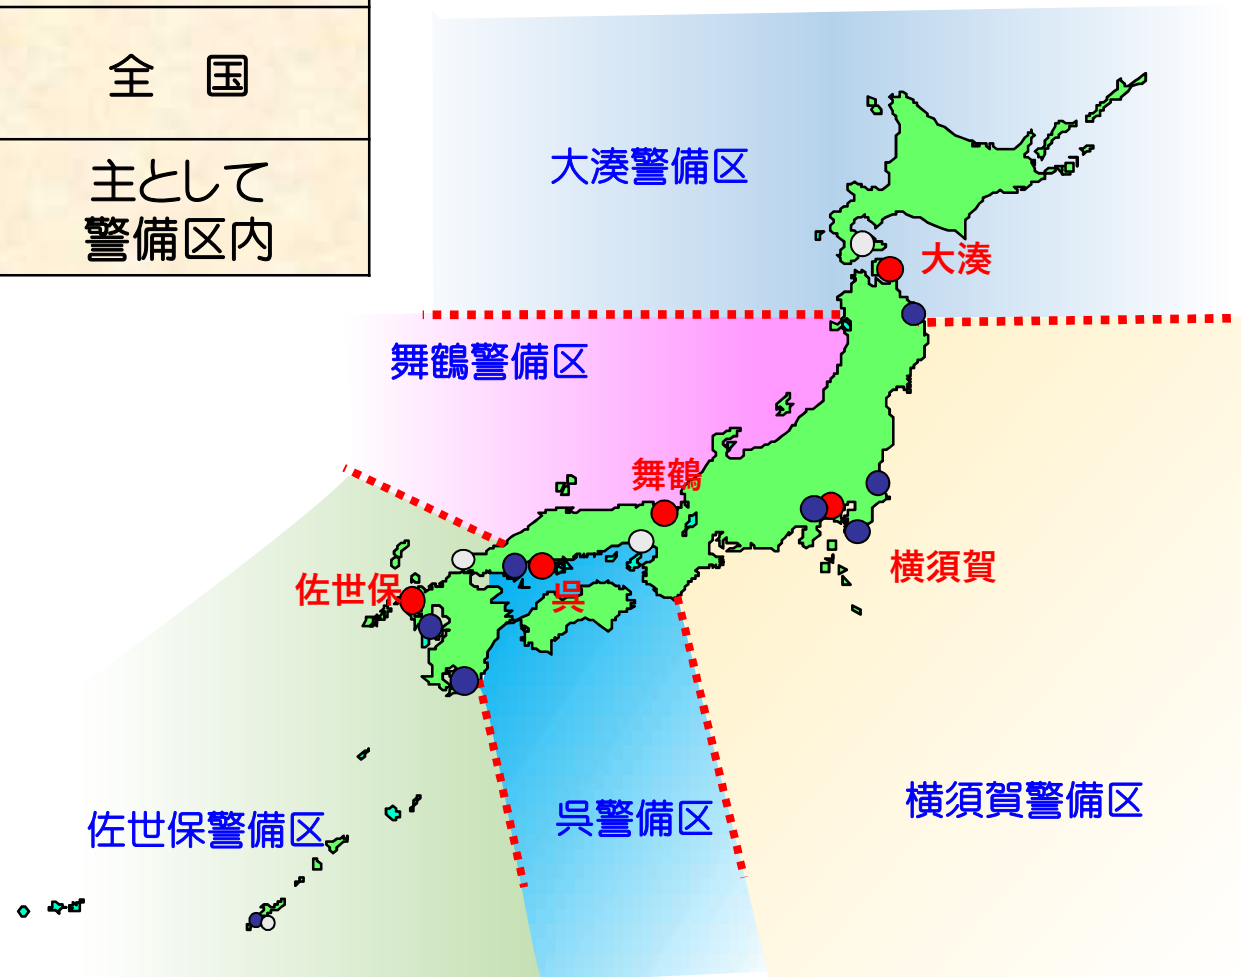 全　国
主として
警備区内
大湊警備区
大湊
舞鶴警備区
舞鶴
佐世保
呉
横須賀
佐世保警備区
呉警備区
横須賀警備区